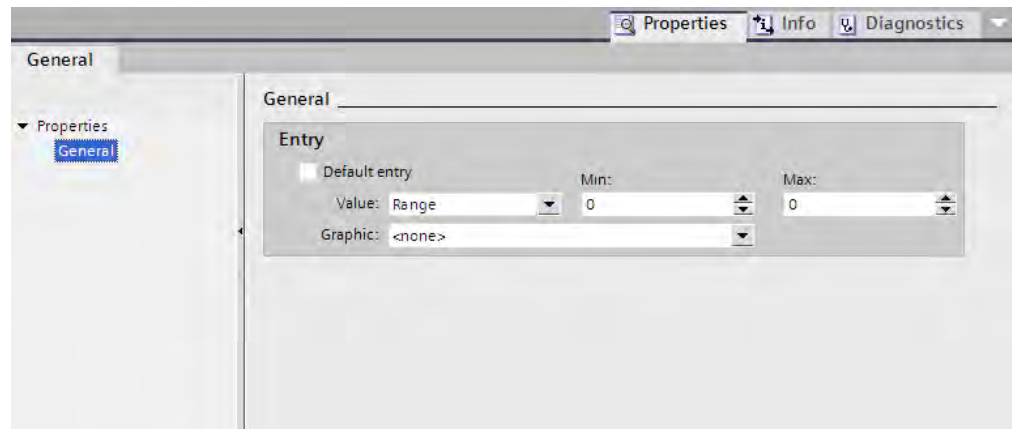 Properties Info Diagnostics
General
General
Properties
General
Entry
Default entry
Min: Max:
Value: Range 0 0
Graphic: <none>